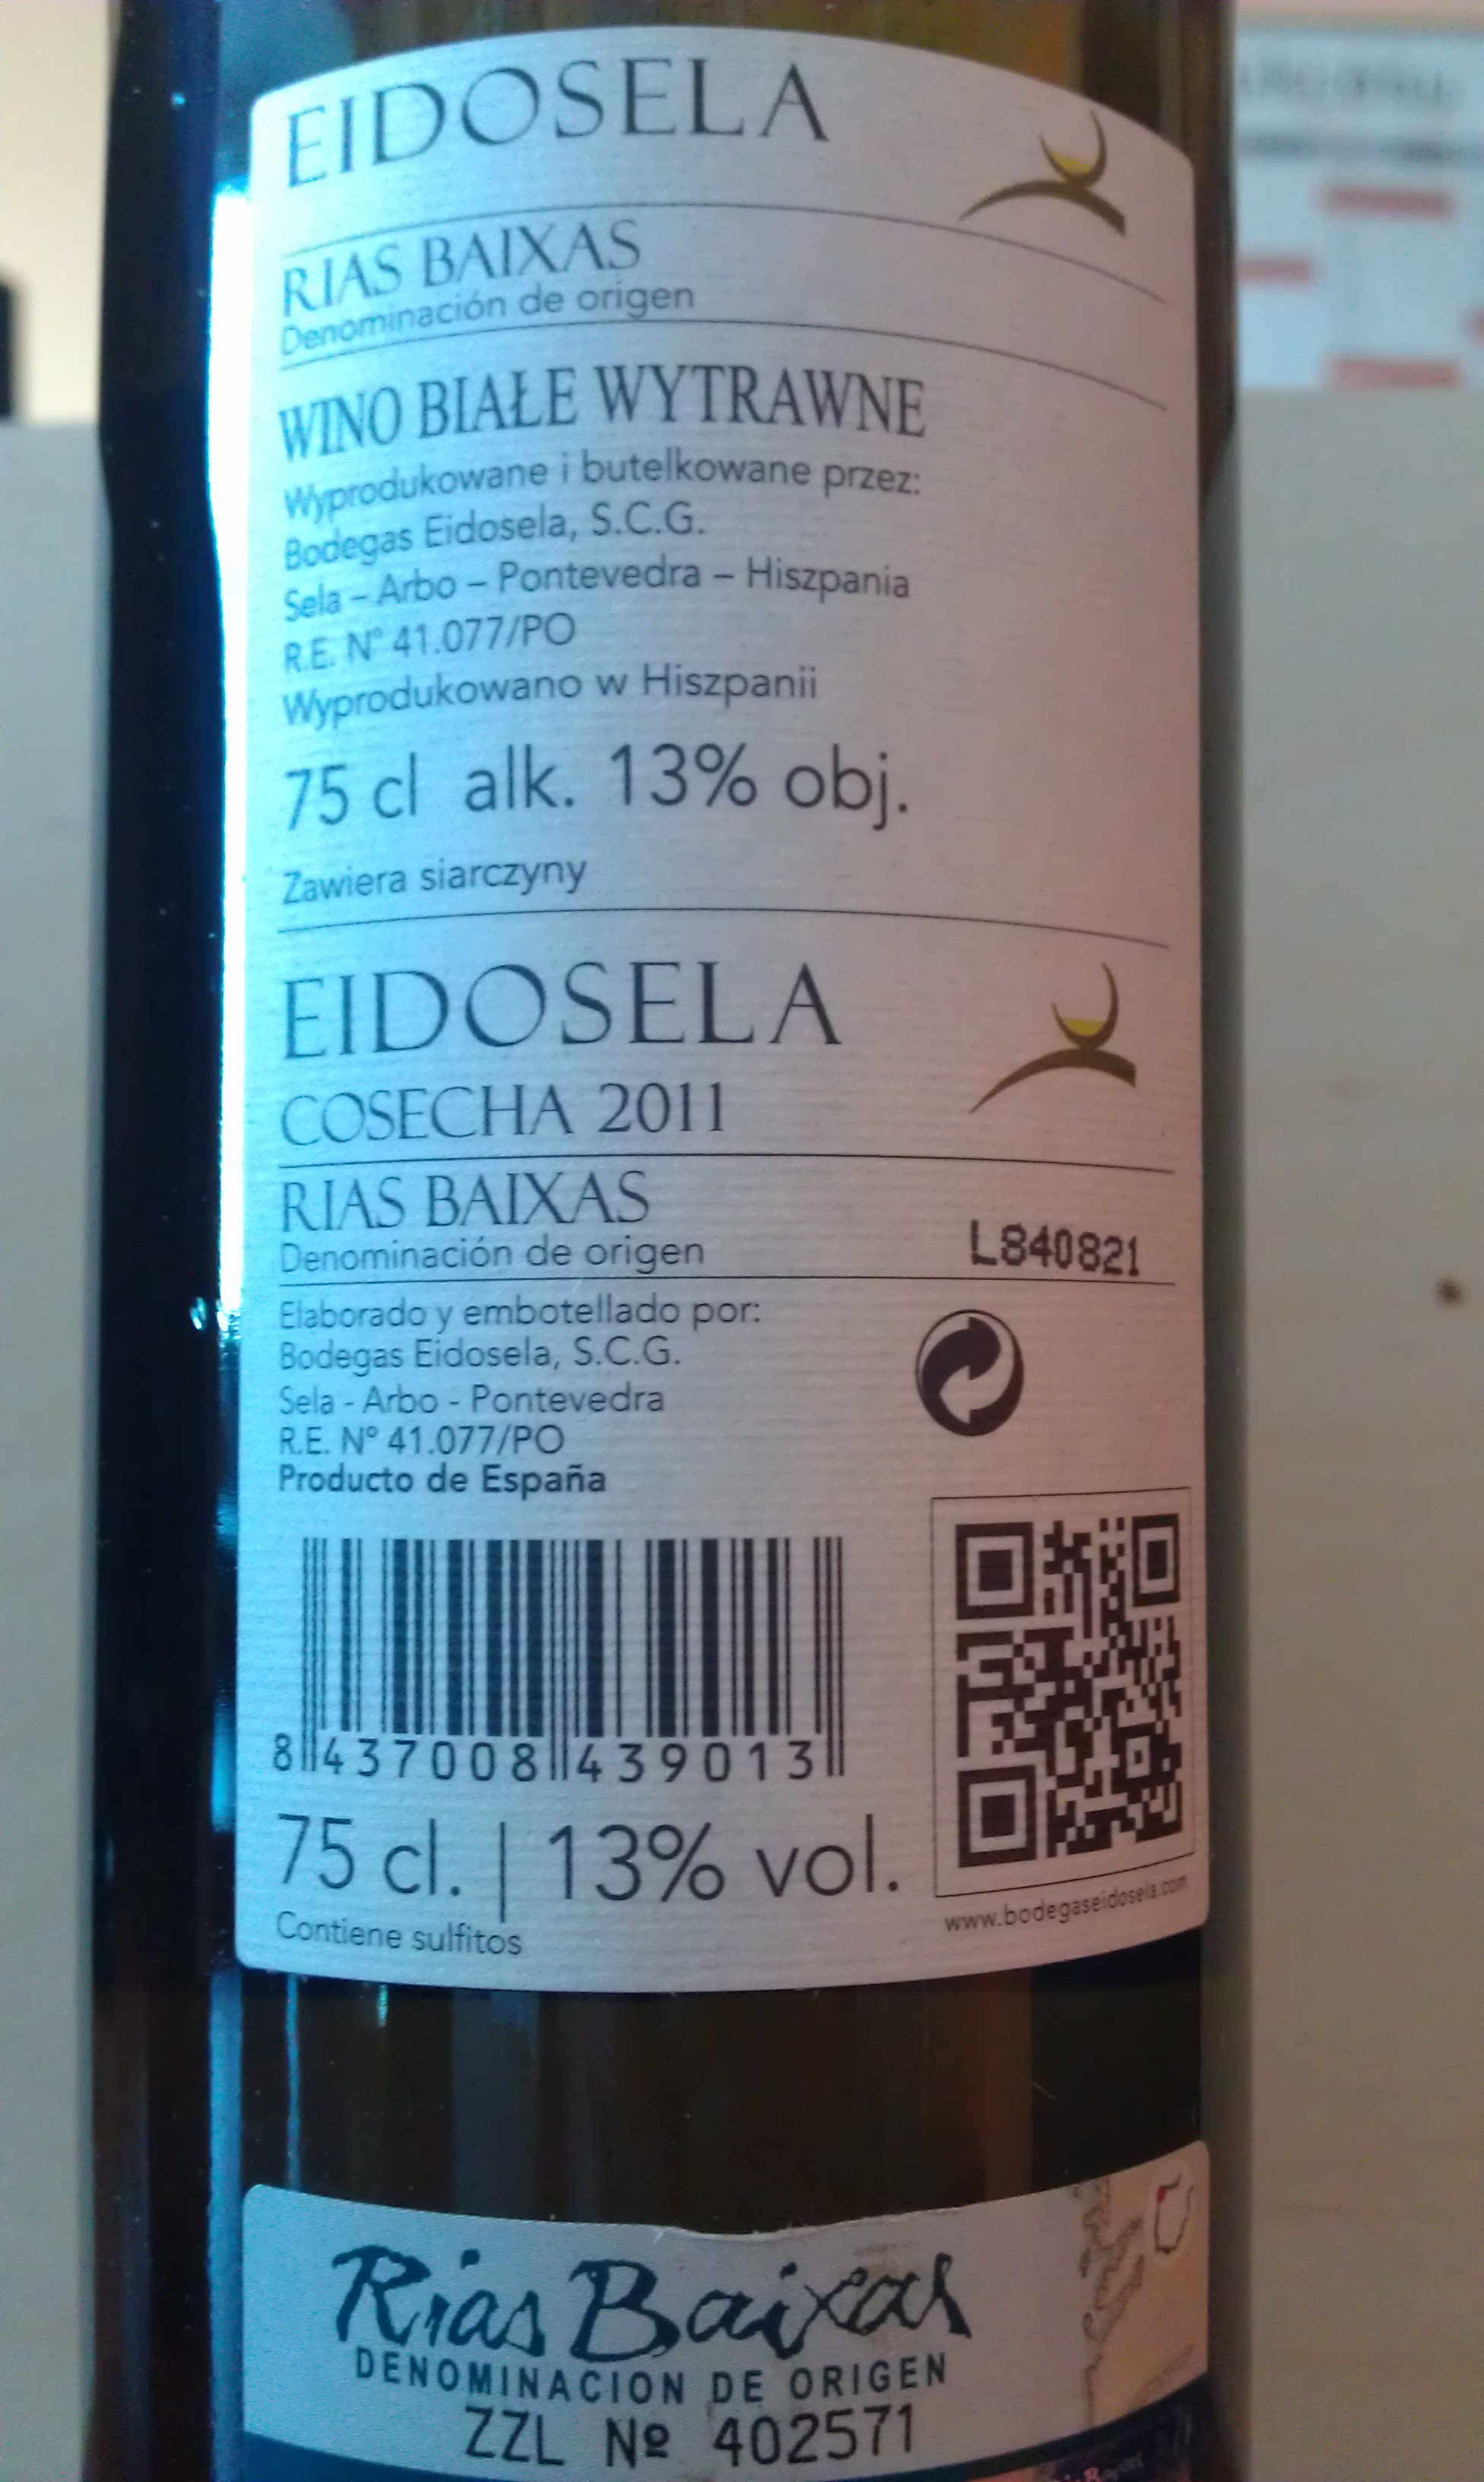 EIDOSELA
RIAS BAIXAS
Denominación de origen
WINO BIAŁE WYTRAWNE
Wyprodukowane i butelkowane przez:
Bodegas Eidosela, S.C.G.
Sela – Arbo – Pontevedra – Hiszpania
R.E. Nº 41.077/PO
Wyprodukowano w Hiszpanii
75 cl alk. 13% obj.
Zawiera siarczyny
EIDOSELA
COSECHA 2011
RIAS BAIXAS
Denominación de origen
L840821
Elaborado y embotellado por:
Bodegas Eidosela, S.C.G.
Sela - Arbo - Pontevedra
R.E. Nº 41.077/PO
Producto de España
8 437008 439013
75 cl. | 13% vol.
Contiene sulfitos
www.bodegaseidosela.com
Rias Baixas
DENOMINACION DE ORIGEN
ZZL Nº 402571